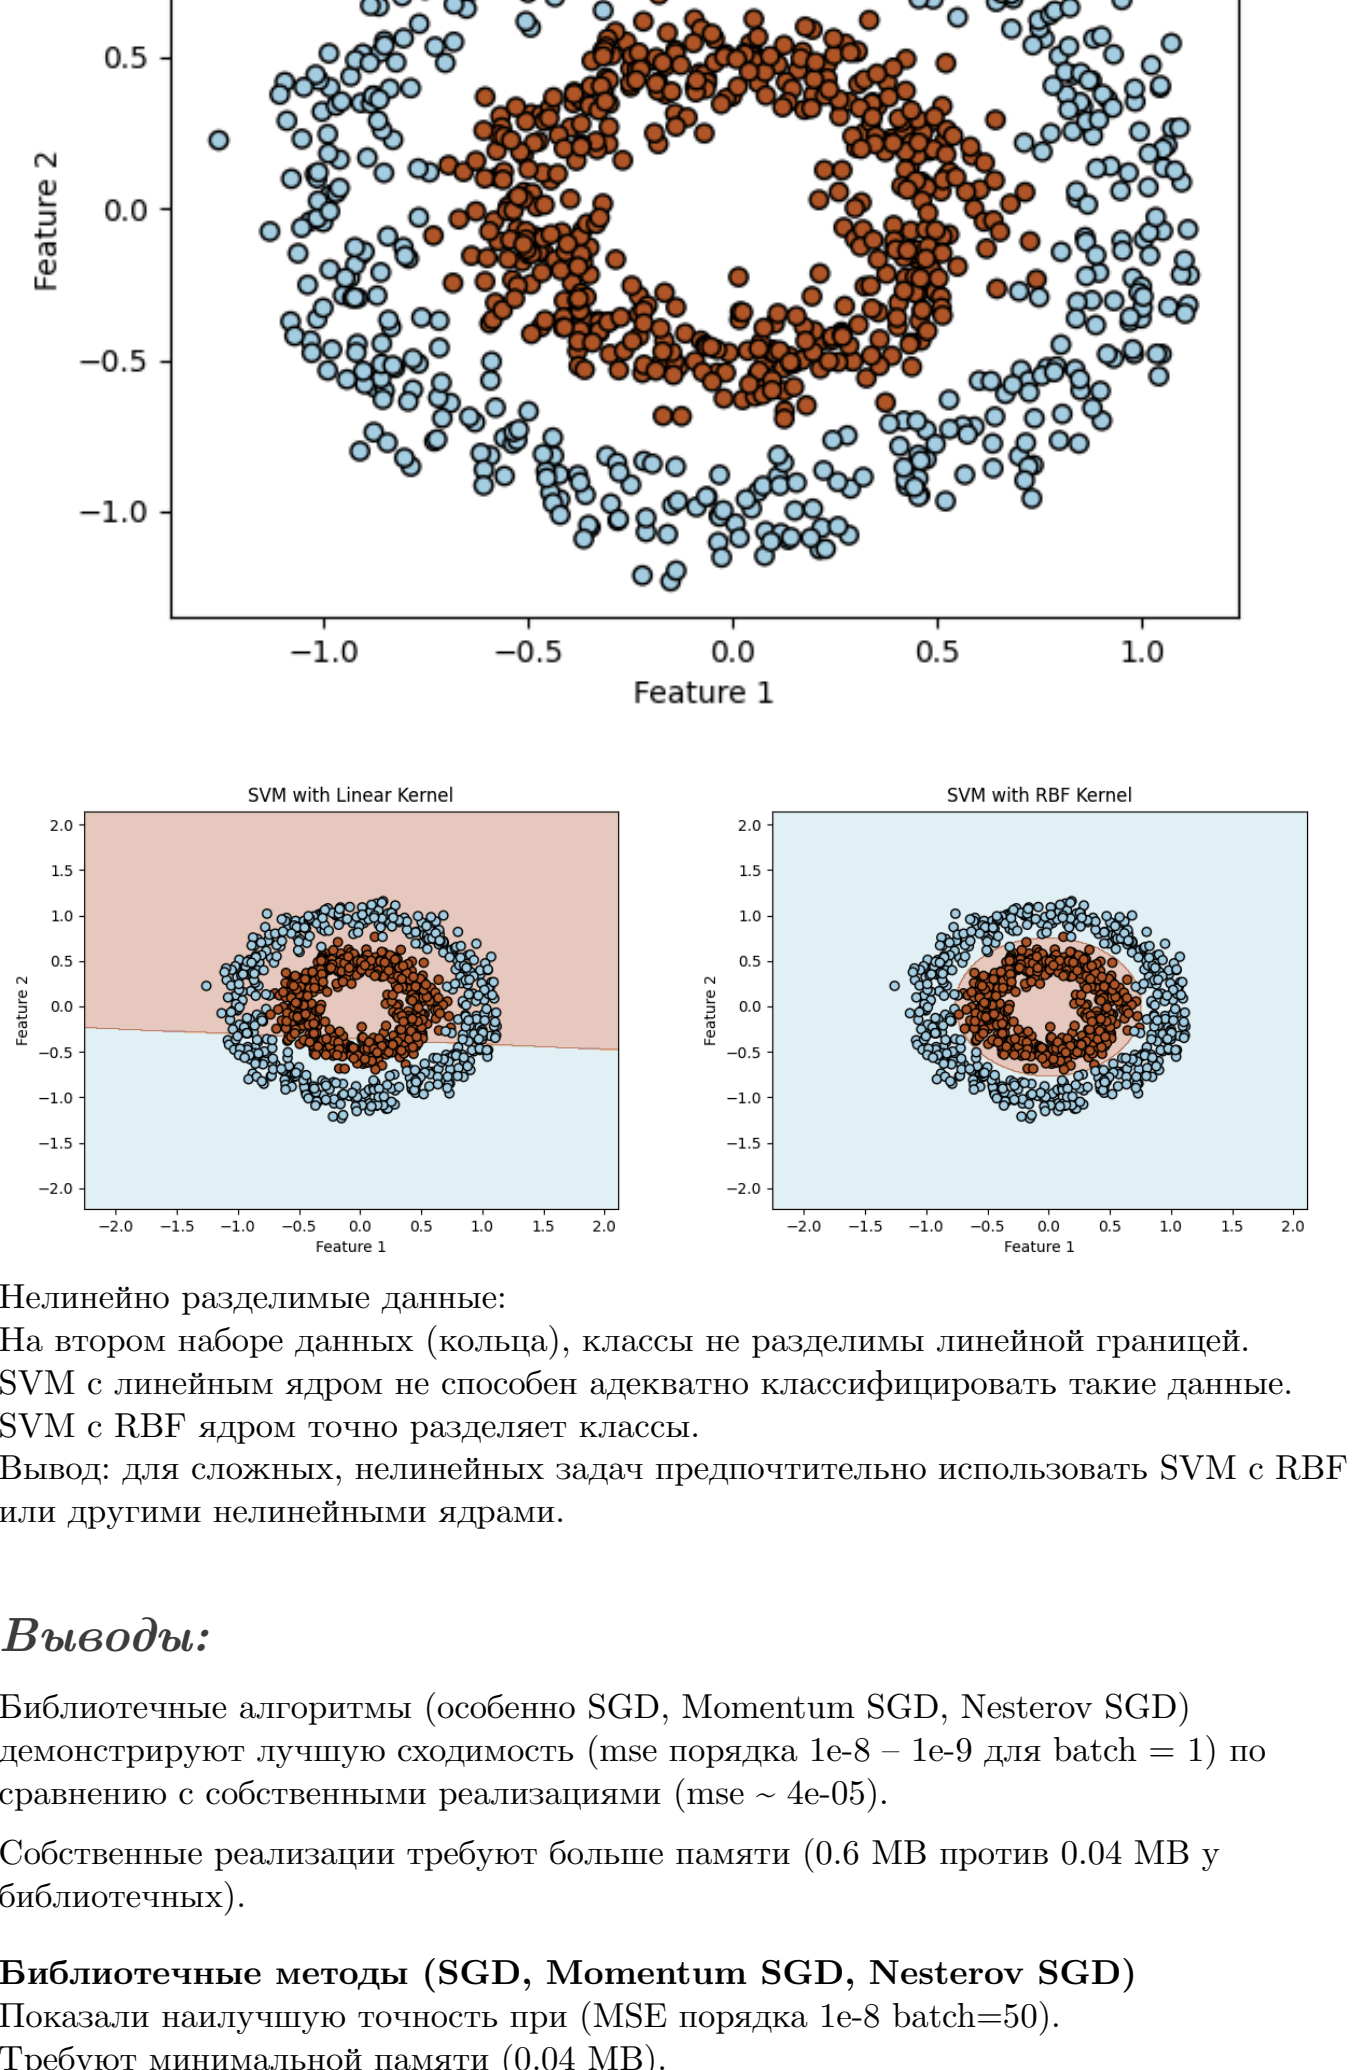 0.5
0.0
−0.5
−1.0
Feature 2
−1.0 −0.5 0.0 0.5 1.0
Feature 1
SVM with Linear Kernel
2.0
1.5
1.0
0.5
0.0
−0.5
−1.0
−1.5
−2.0
Feature 2
−2.0 −1.5 −1.0 −0.5 0.0 0.5 1.0 1.5 2.0
Feature 1
SVM with RBF Kernel
2.0
1.5
1.0
0.5
0.0
−0.5
−1.0
−1.5
−2.0
Feature 2
−2.0 −1.5 −1.0 −0.5 0.0 0.5 1.0 1.5 2.0
Feature 1
Нелинейно разделимые данные:
На втором наборе данных (кольца), классы не разделимы линейной границей.
SVM с линейным ядром не способен адекватно классифицировать такие данные.
SVM с RBF ядром точно разделяет классы.
Вывод: для сложных, нелинейных задач предпочтительно использовать SVM с RBF
или другими нелинейными ядрами.
Выводы:
Библиотечные алгоритмы (особенно SGD, Momentum SGD, Nesterov SGD)
демонстрируют лучшую сходимость (mse порядка 1e-8 – 1e-9 для batch = 1) по
сравнению с собственными реализациями (mse ~ 4e-05).
Собственные реализации требуют больше памяти (0.6 MB против 0.04 MB у
библиотечных).
Библиотечные методы (SGD, Momentum SGD, Nesterov SGD)
Показали наилучшую точность при (MSE порядка 1e-8 batch=50).
Требуют минимальной памяти (0.04 MB).